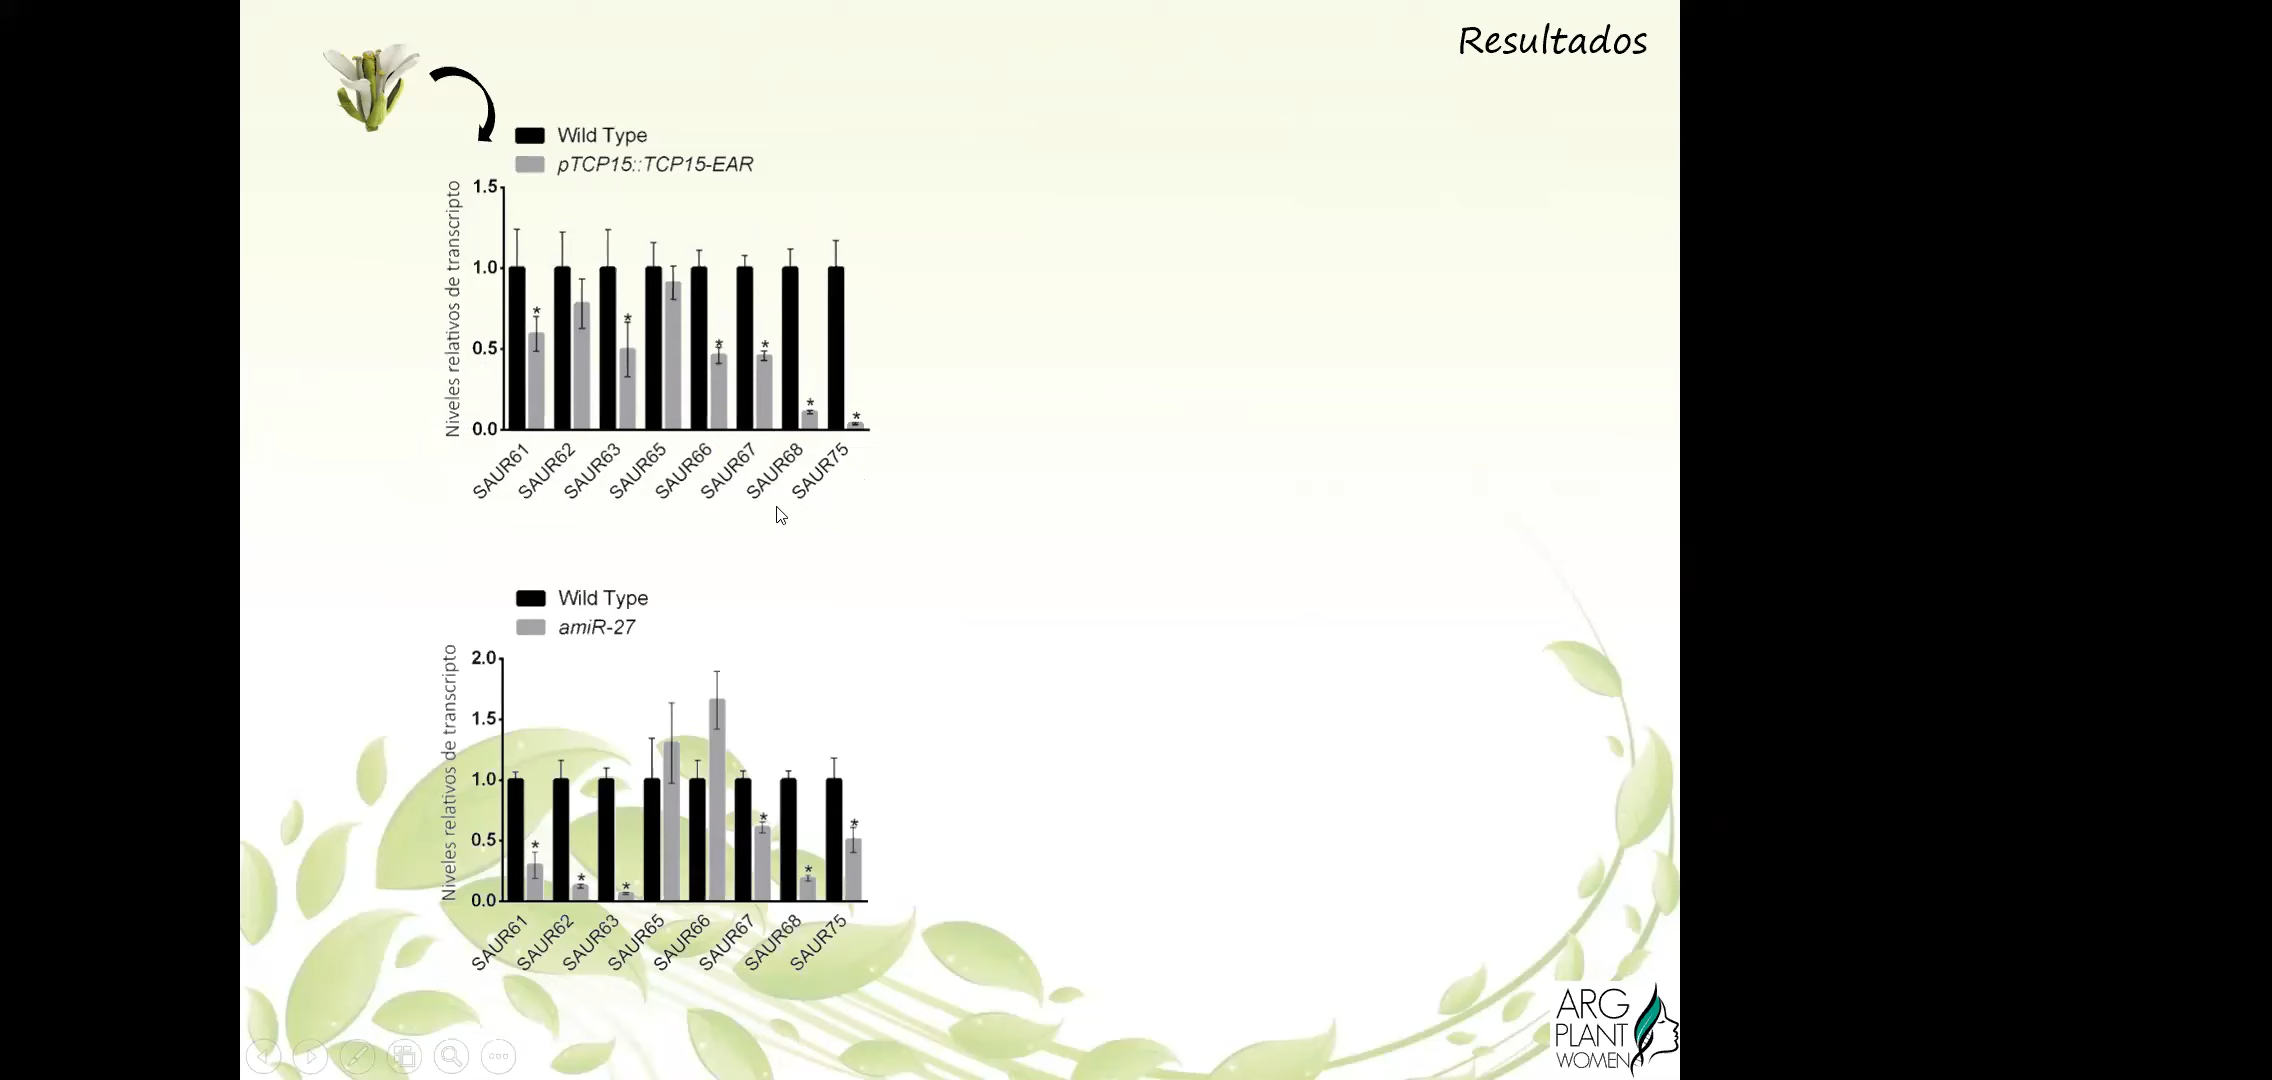 Resultados
Wild Type
pTCP15::TCP15-EAR
Niveles relativos de transcripto
1.5
1.0
0.5
0.0
* * * * * *
SAUR61 SAUR62 SAUR63 SAUR65 SAUR66 SAUR67 SAUR68 SAUR75
Wild Type
amiR-27
Niveles relativos de transcripto
2.0
1.5
1.0
0.5
0.0
* * * * * *
SAUR61 SAUR62 SAUR63 SAUR65 SAUR66 SAUR67 SAUR68 SAUR75
ARG
PLANT
WOMEN